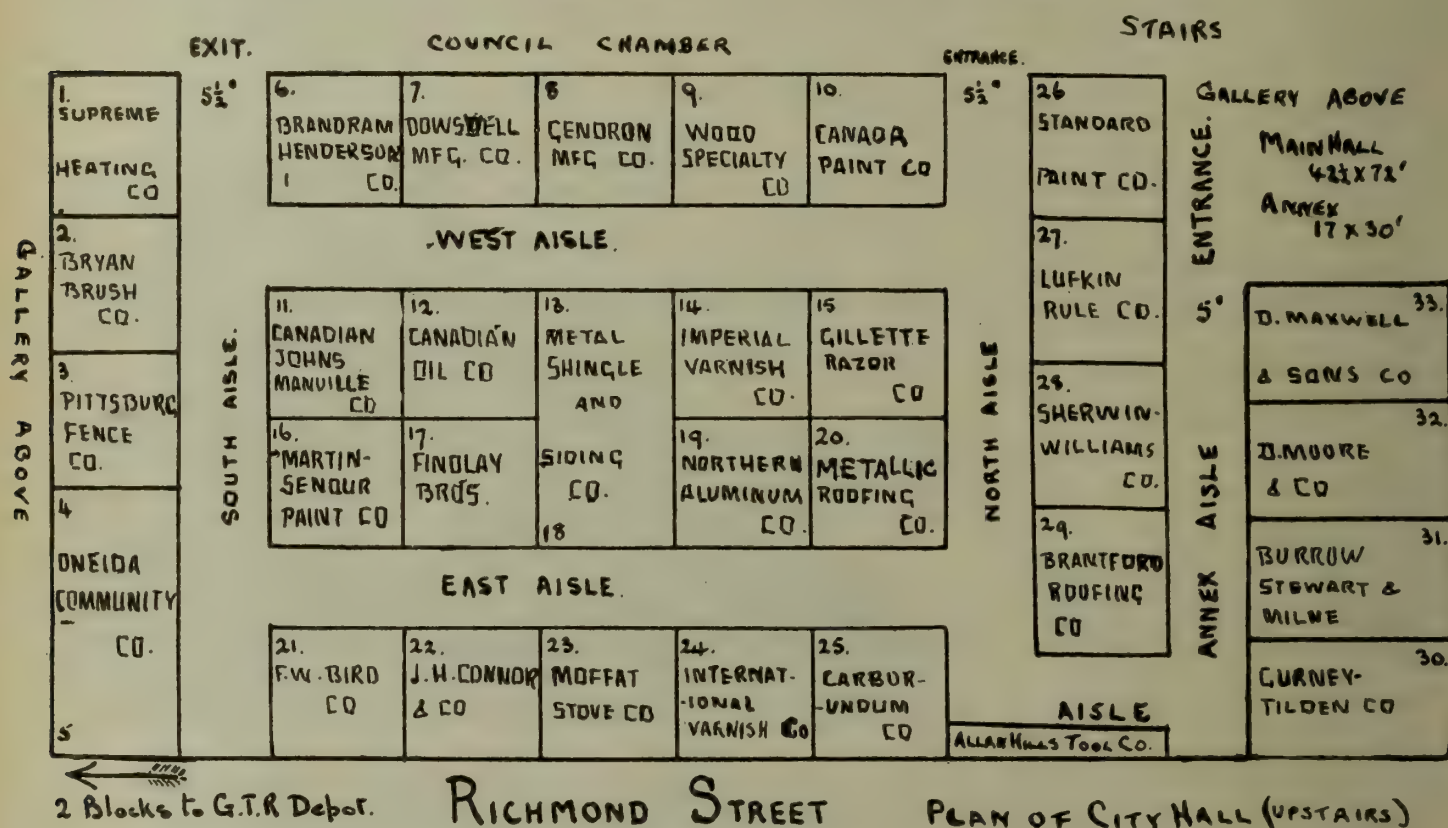 STAIRS
EXIT.
COUNCIL CHAMBER
ENTRANCE.
1.
SUPREME
HEATING
CO
5½°
6.
BRANDRAM
HENDERSON
CO.
7.
DOWSWELL
MFG. CO.
8
GENDRON
MFG CO.
9.
WOOD
SPECIALTY
CO
10.
CANADA
PAINT CO
5½°
26
STANDARD
PAINT CO.
ENTRANCE.
GALLERY ABOVE
MAIN HALL
42½ X 72'
ANNEX
17 X 30'
GALLERY ABOVE
2.
BRYAN
BRUSH
CO.
WEST AISLE.
27.
LUFKIN
RULE CO.
5°
33.
D. MAXWELL
& SONS CO
3
PITTSBURG
FENCE
CO.
SOUTH AISLE.
11.
CANADIAN
JOHNS
MANVILLE
CO
12.
CANADIAN
OIL CO
13.
METAL
SHINGLE
AND
SIDING
CO.
18
14.
IMPERIAL
VARNISH
CO.
15
GILLETTE
RAZOR
CO
NORTH AISLE
28.
SHERWIN-
WILLIAMS
CO.
ANNER AISLE
32.
D. MOORE
& CO
16.
MARTIN-
SENOUR
PAINT CO
17.
FINDLAY
BROS.
19.
NORTHERN
ALUMINUM
CO.
20.
METALLIC
ROOFING
CO.
4
ONEIDA
COMMUNITY
CO.
5
EAST AISLE.
29.
BRANTFORD
ROOFING
CO
31.
BURROW
STEWART &
MILNE
21.
F.W. BIRD
CO
22.
J.H. CONNOR
& CO
23.
MOFFAT
STOVE CO
24.
INTERNAT-
-IONAL
VARNISH CO
25.
CARBOR-
-UNDUM
CO
AISLE
ALLAN HILLS TOOL CO.
30.
GURNEY-
TILDEN CO
2 Blocks to G.T.R Depot.
RICHMOND STREET
PLAN OF CITY HALL (UPSTAIRS)